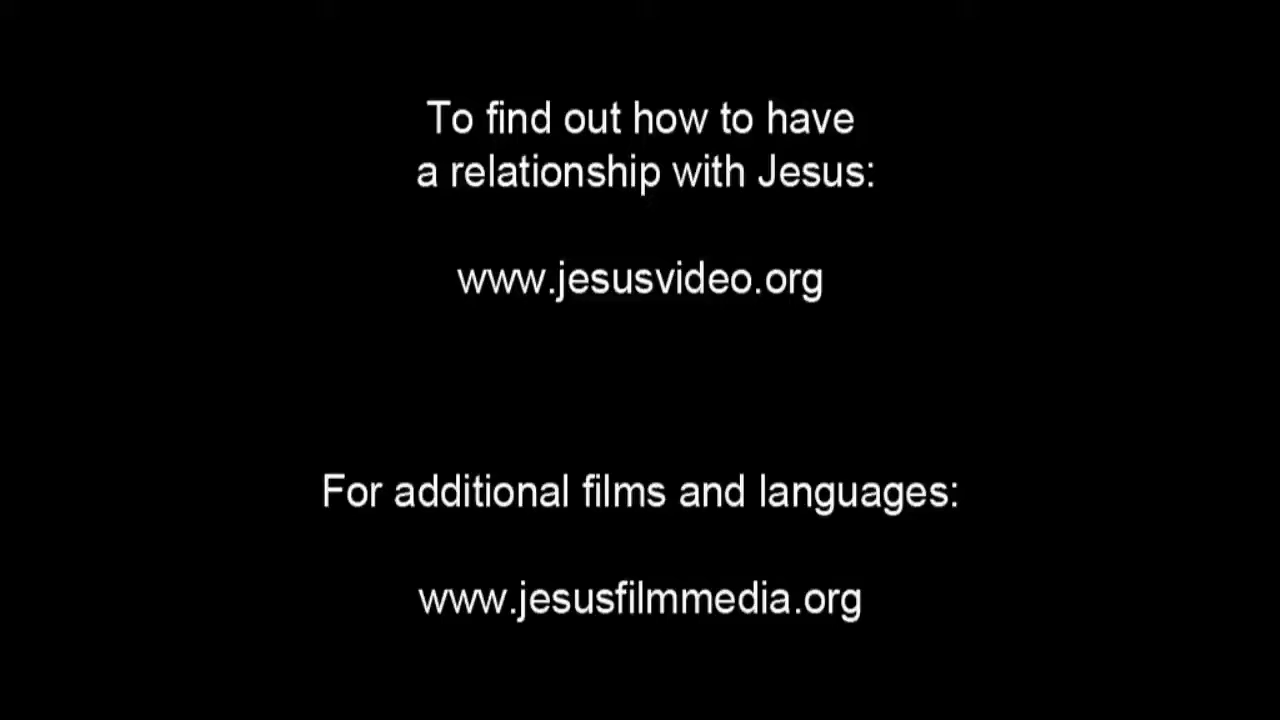 To find out how to have
a relationship with Jesus:
www.jesusvideo.org
For additional films and languages:
www.jesusfilmmedia.org